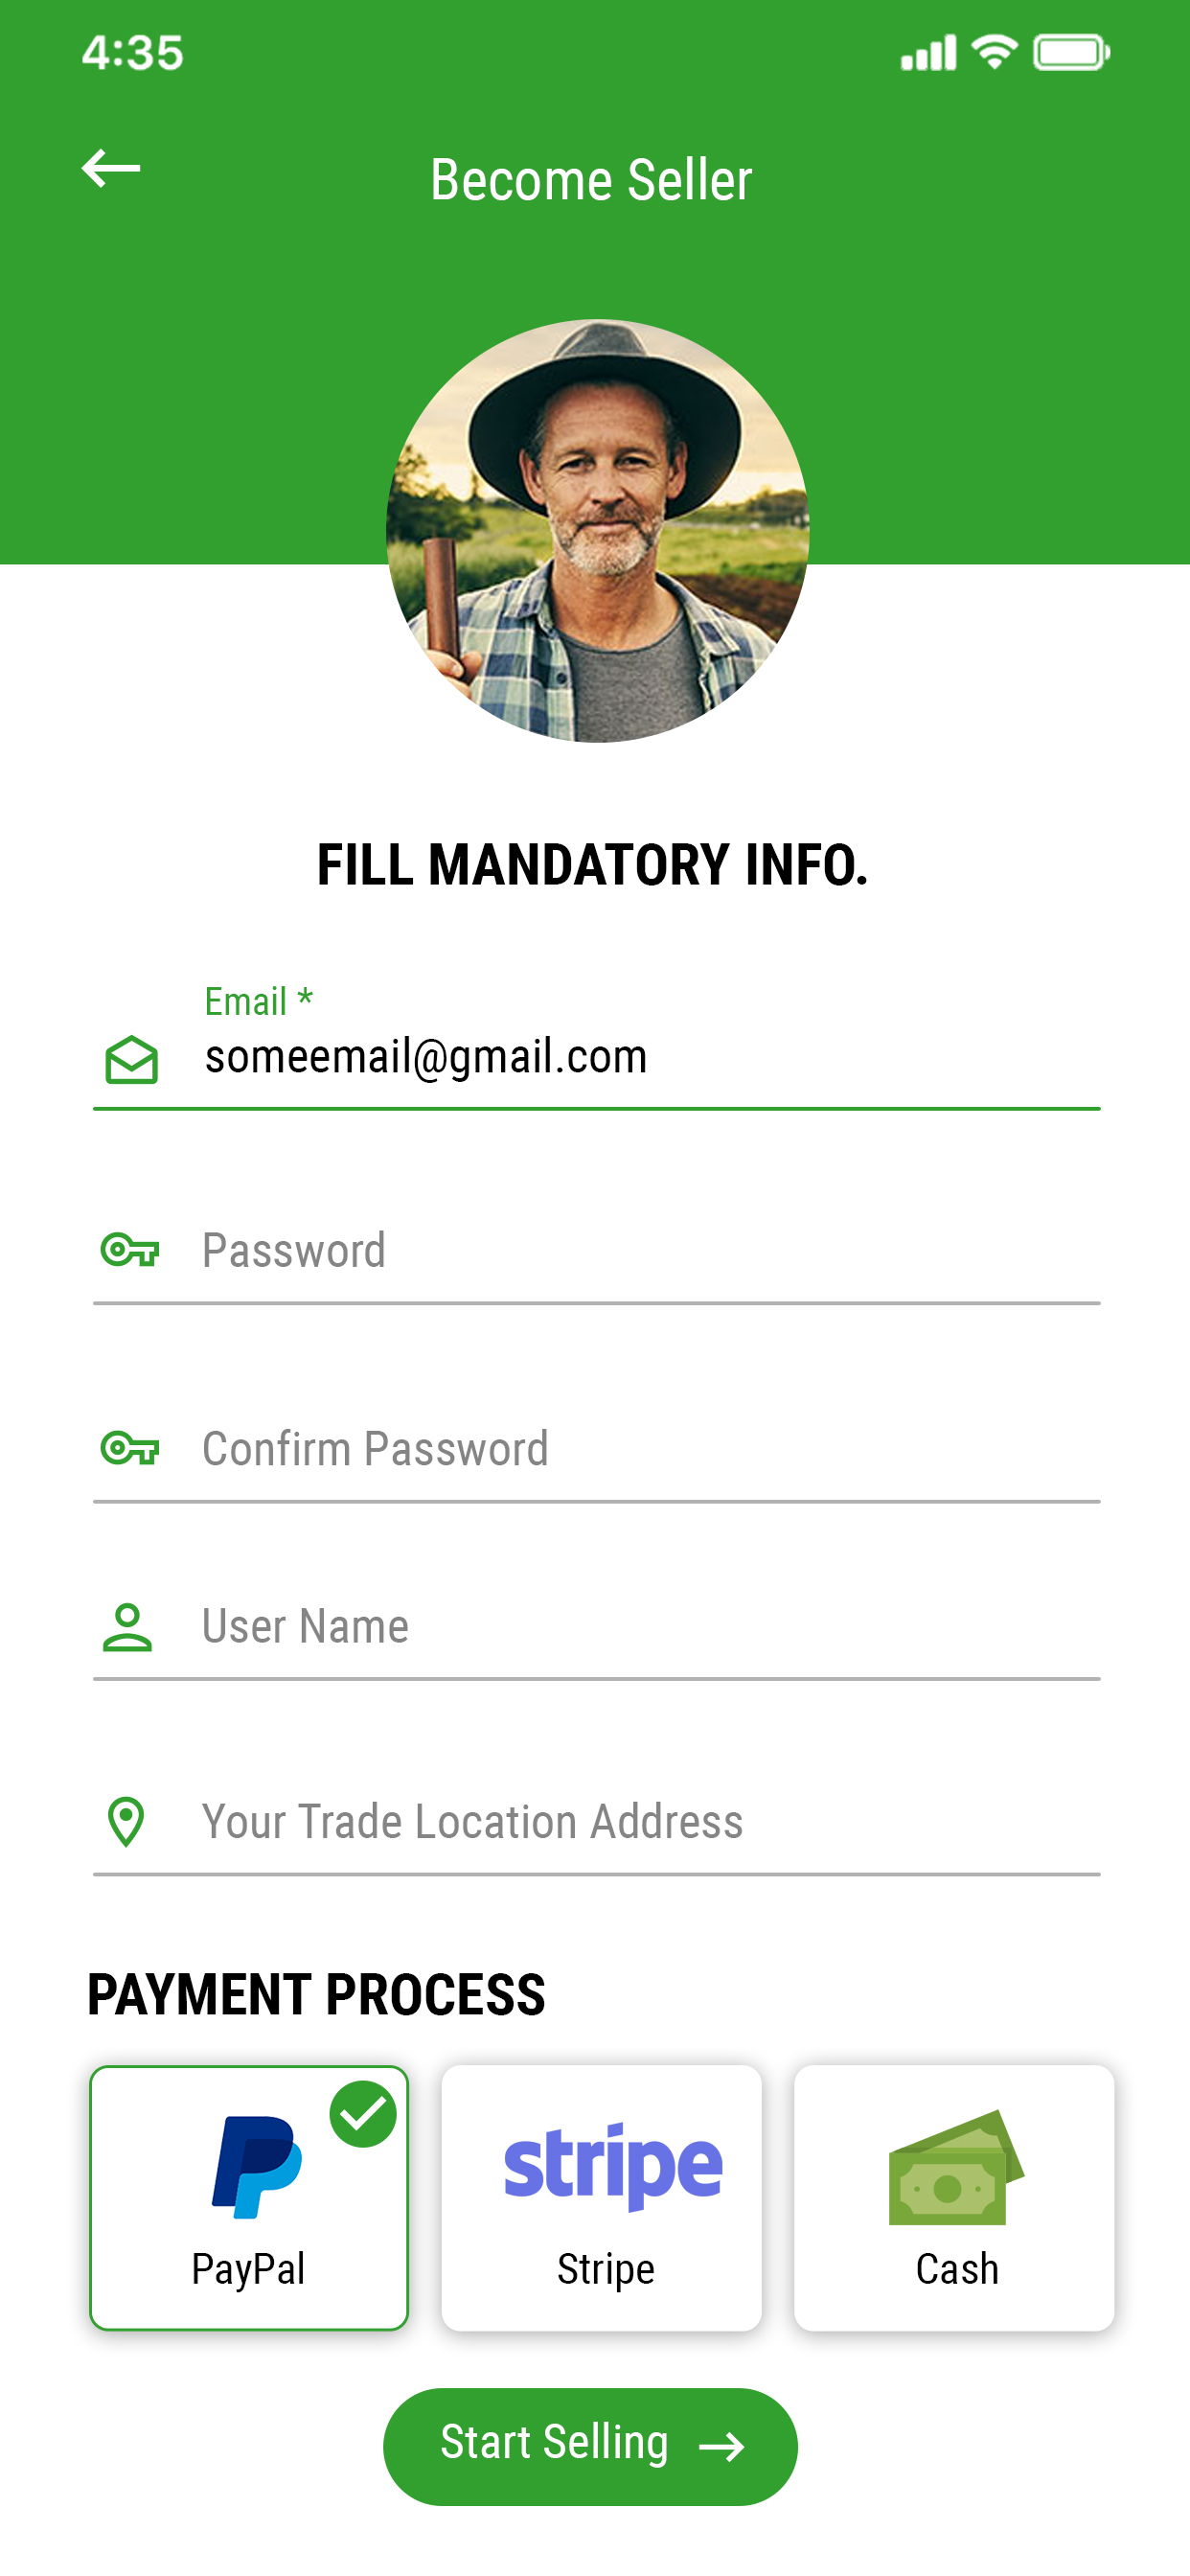 4:35
Become Seller
FILL MANDATORY INFO.
Email *
someemail@gmail.com
Password
Confirm Password
User Name
Your Trade Location Address
PAYMENT PROCESS
stripe
PayPal
Stripe
Cash
Start Selling